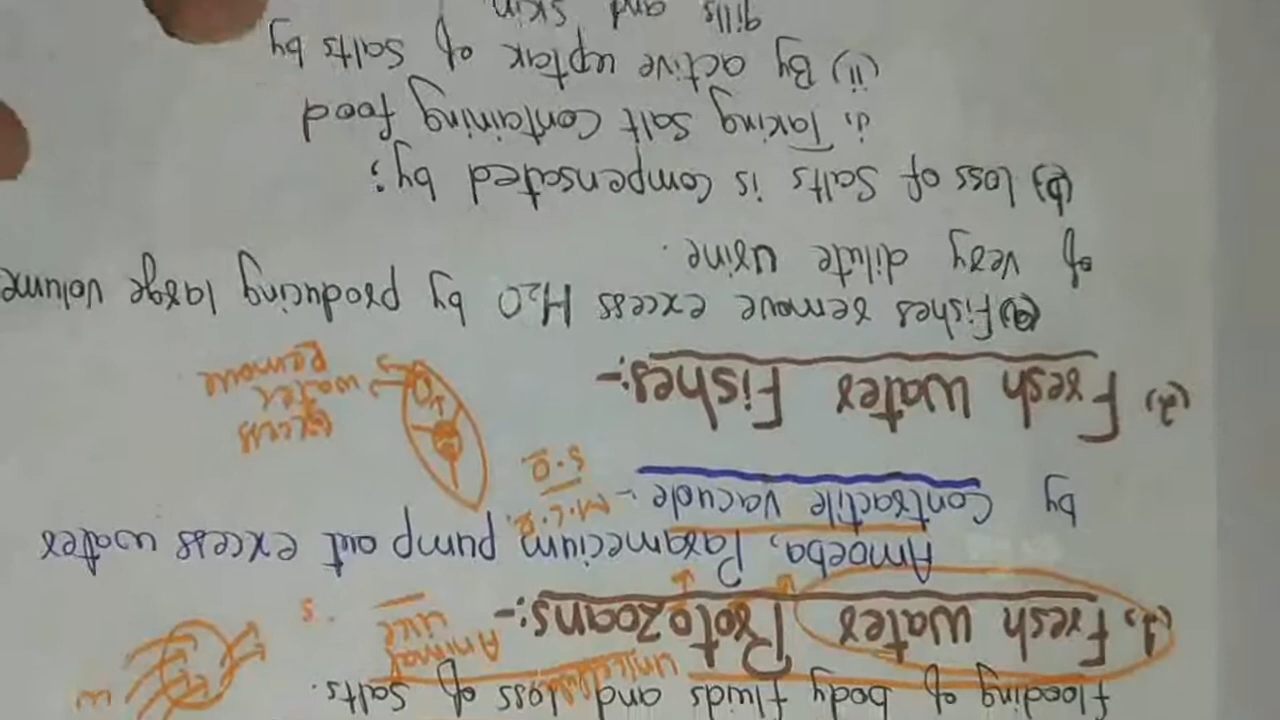 flooding of body fluids and loss of salts.
(1), Fresh water Protozoans:-
Unicellular
Animal
like
S
w
Amoeba, Paramecium pump out excess water
by Contractile vacuole -
M.C.Q.
S.Q
(2), Fresh water Fishes:-
Excess
water
Remove
(a) Fishes remove excess H₂O by producing large volume
of very dilute urine.
(b) loss of Salts is compensated by;
i, Taking Salt Containing food
(ii) By active uptak of salts by
gills and skin